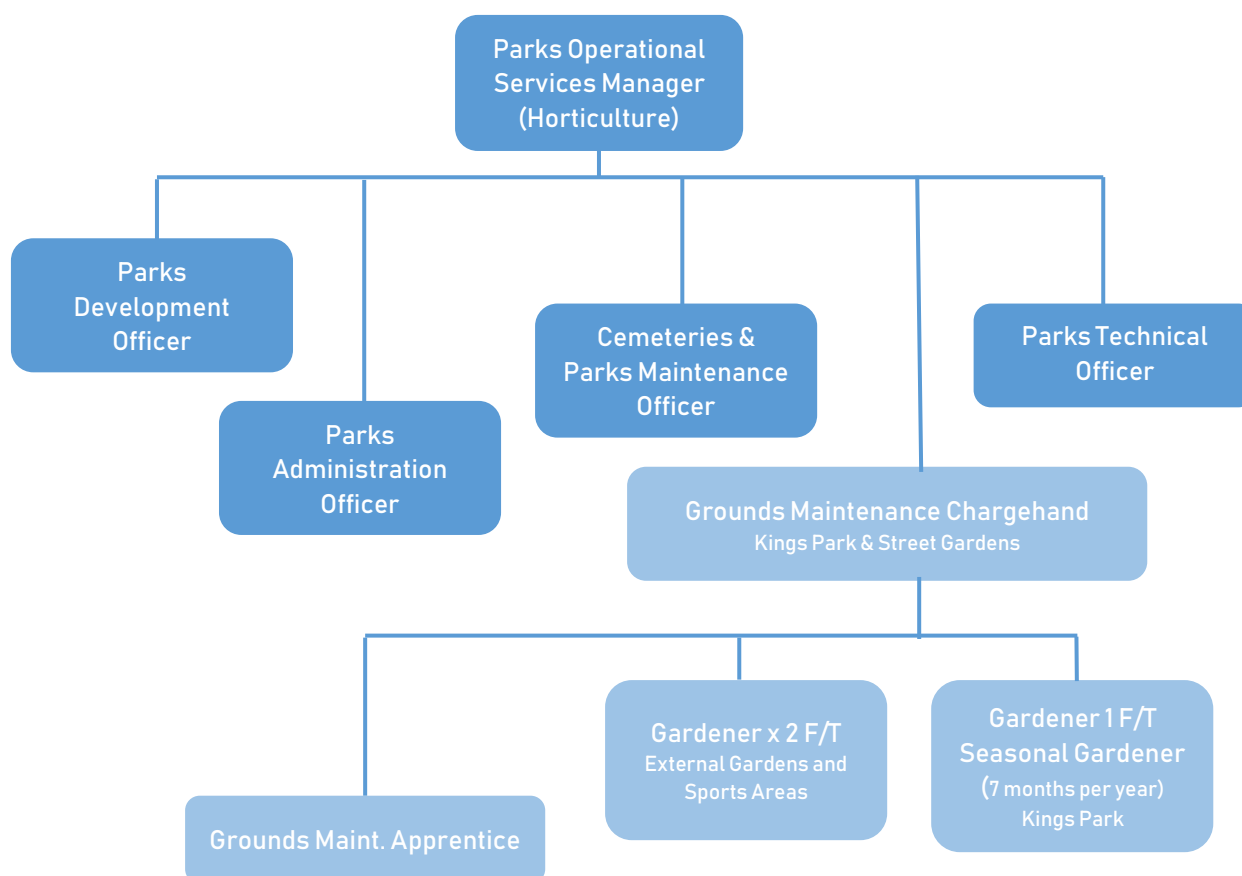 Parks Operational
Services Manager
(Horticulture)
Parks
Development
Officer
Parks
Administration
Officer
Cemeteries &
Parks Maintenance
Officer
Parks Technical
Officer
Grounds Maintenance Chargehand
Kings Park & Street Gardens
Grounds Maint. Apprentice
Gardener x 2 F/T
External Gardens and
Sports Areas
Gardener 1 F/T
Seasonal Gardener
(7 months per year)
Kings Park